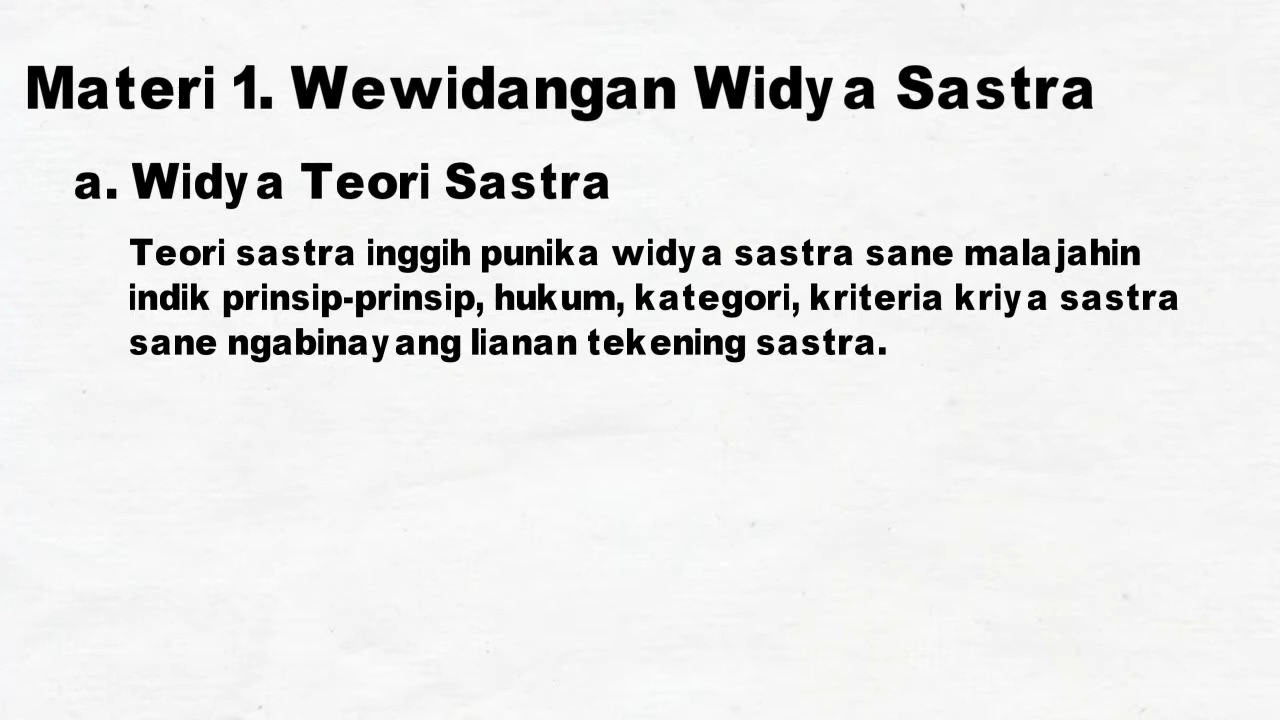 Materi 1. Wewidangan Widya Sastra
a. Widya Teori Sastra
Teori sastra inggih punika widya sastra sane malajahin
indik prinsip-prinsip, hukum, kategori, kriteria kriya sastra
sane ngabinayang lianan tekening sastra.